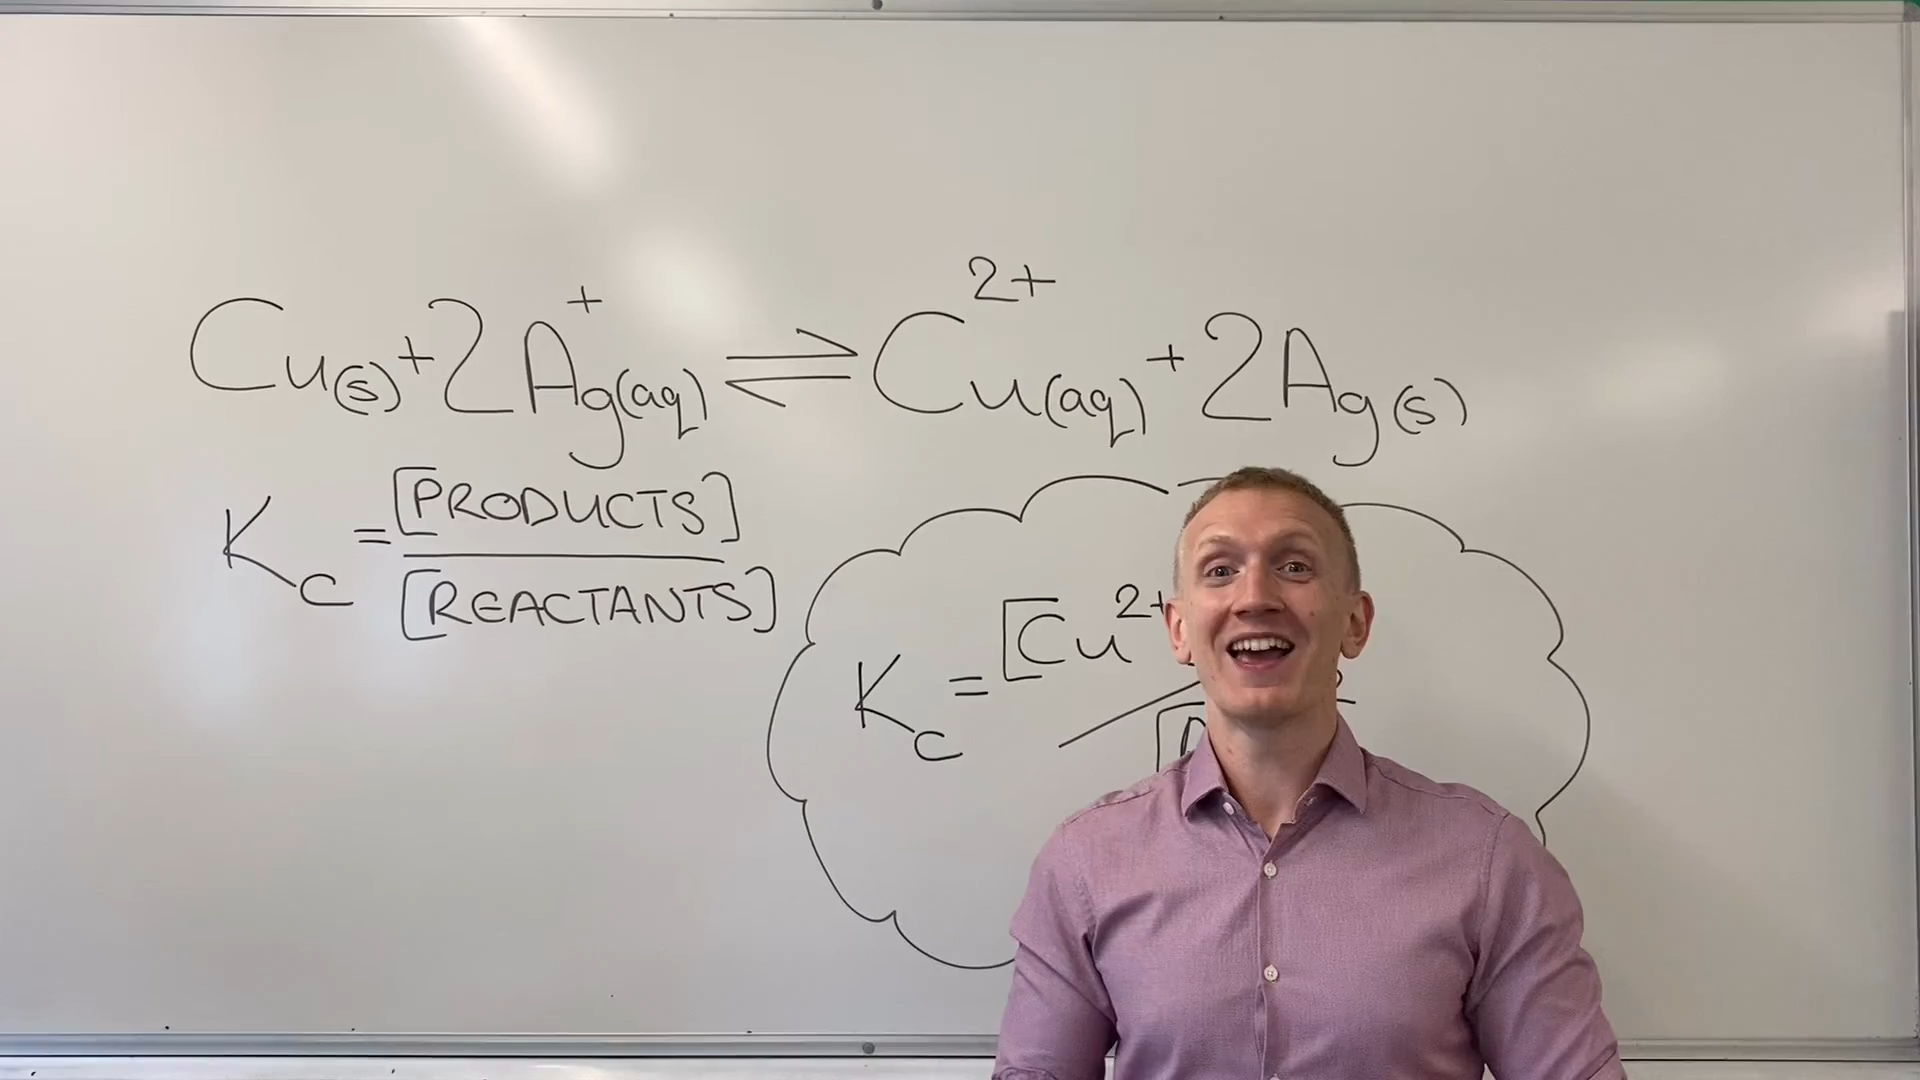 Cu(s) + 2Ag⁺(aq) ⇌ Cu²⁺(aq) + 2Ag(s)
Kc = [PRODUCTS]
[REACTANTS]
Kc = [Cu²⁺